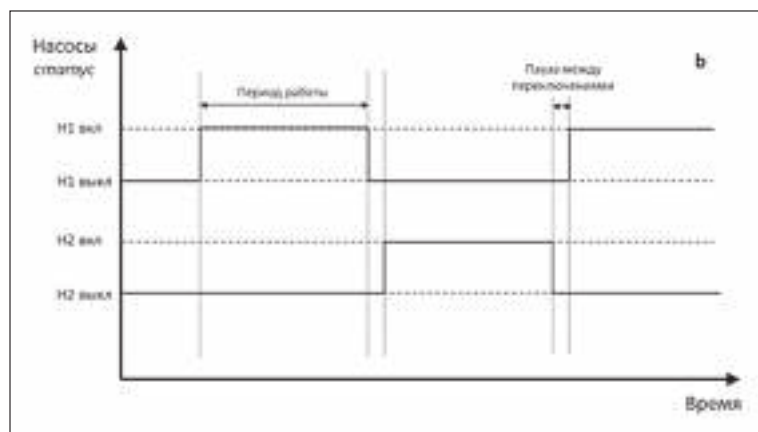 Насосы
статус
Пауза между
переключениями
b
Период работы
Н1 вкл
Н1 выкл
Н2 вкл
Н2 выкл
Время